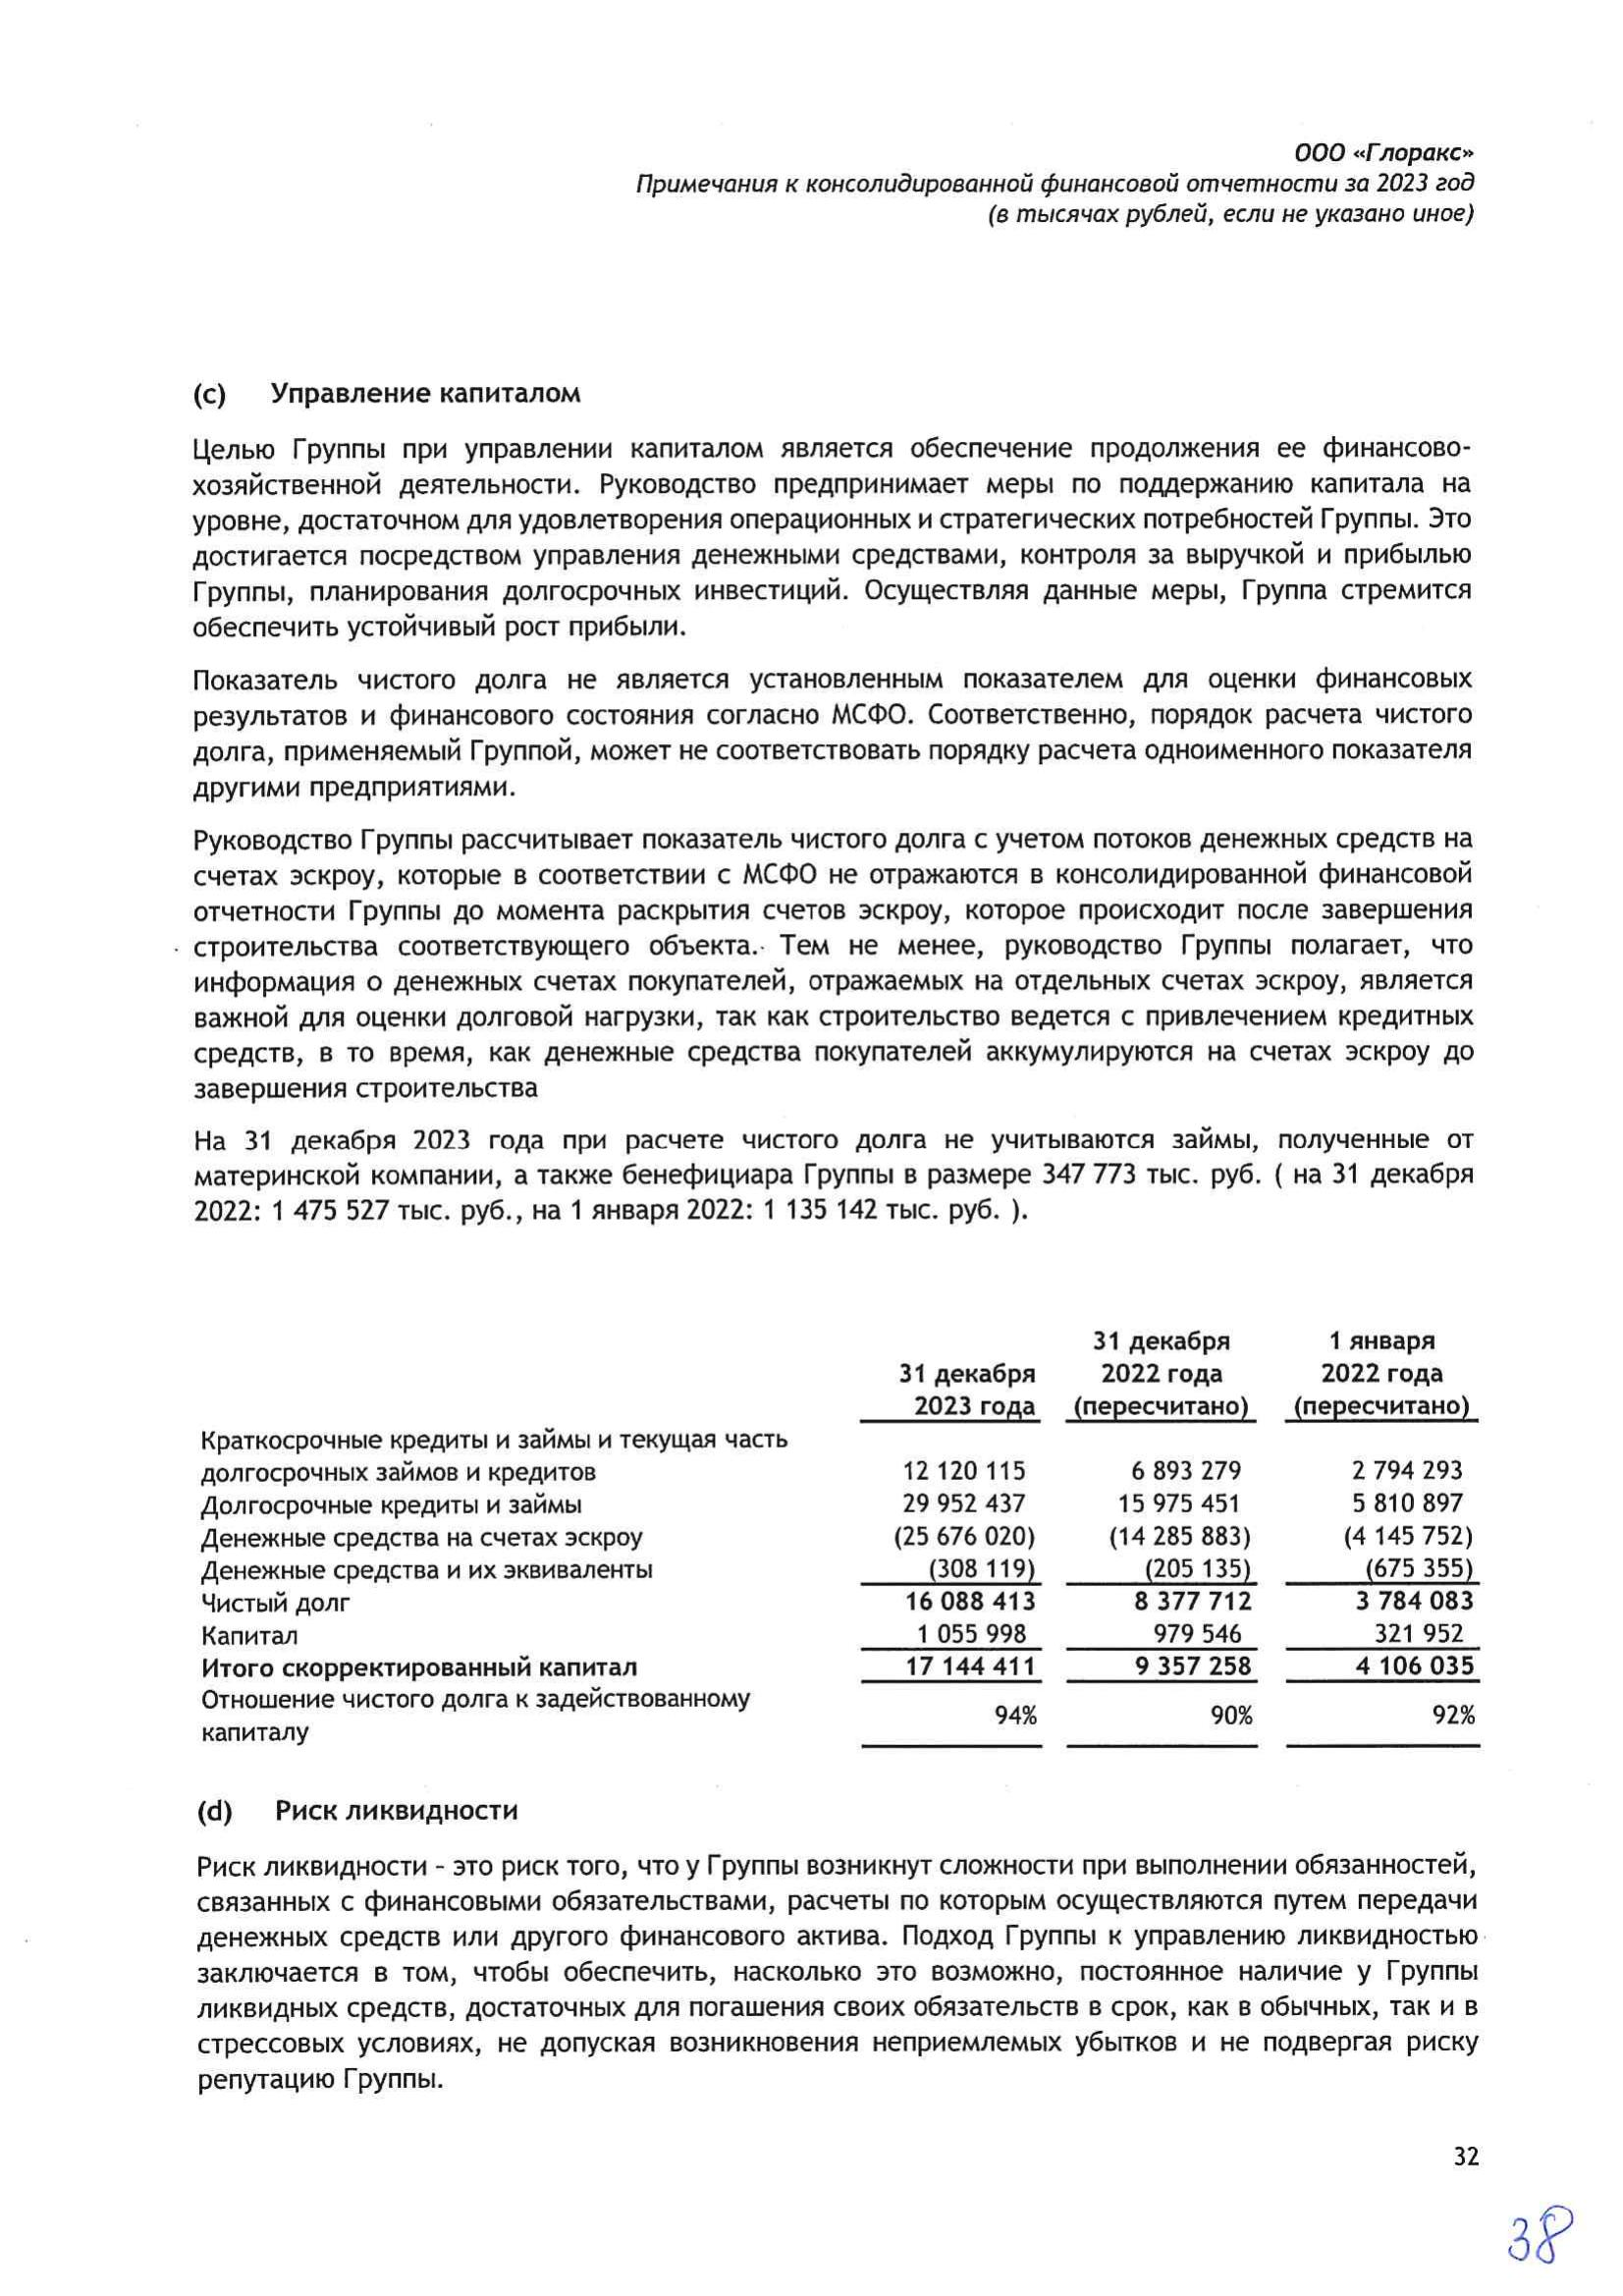 ООО «Глоракс»
Примечания к консолидированной финансовой отчетности за 2023 год
(в тысячах рублей, если не указано иное)
(c) Управление капиталом
Целью Группы при управлении капиталом является обеспечение продолжения ее финансово-
хозяйственной деятельности. Руководство предпринимает меры по поддержанию капитала на
уровне, достаточном для удовлетворения операционных и стратегических потребностей Группы. Это
достигается посредством управления денежными средствами, контроля за выручкой и прибылью
Группы, планирования долгосрочных инвестиций. Осуществляя данные меры, Группа стремится
обеспечить устойчивый рост прибыли.
Показатель чистого долга не является установленным показателем для оценки финансовых
результатов и финансового состояния согласно МСФО. Соответственно, порядок расчета чистого
долга, применяемый Группой, может не соответствовать порядку расчета одноименного показателя
другими предприятиями.
Руководство Группы рассчитывает показатель чистого долга с учетом потоков денежных средств на
счетах эскроу, которые в соответствии с МСФО не отражаются в консолидированной финансовой
отчетности Группы до момента раскрытия счетов эскроу, которое происходит после завершения
строительства соответствующего объекта. Тем не менее, руководство Группы полагает, что
информация о денежных счетах покупателей, отражаемых на отдельных счетах эскроу, является
важной для оценки долговой нагрузки, так как строительство ведется с привлечением кредитных
средств, в то время, как денежные средства покупателей аккумулируются на счетах эскроу до
завершения строительства
На 31 декабря 2023 года при расчете чистого долга не учитываются займы, полученные от
материнской компании, а также бенефициара Группы в размере 347 773 тыс. руб. ( на 31 декабря
2022: 1 475 527 тыс. руб., на 1 января 2022: 1 135 142 тыс. руб. ).
31 декабря 1 января
31 декабря 2022 года 2022 года
2023 года (пересчитано) (пересчитано)
Краткосрочные кредиты и займы и текущая часть
долгосрочных займов и кредитов 12 120 115 6 893 279 2 794 293
Долгосрочные кредиты и займы 29 952 437 15 975 451 5 810 897
Денежные средства на счетах эскроу (25 676 020) (14 285 883) (4 145 752)
Денежные средства и их эквиваленты (308 119) (205 135) (675 355)
Чистый долг 16 088 413 8 377 712 3 784 083
Капитал 1 055 998 979 546 321 952
Итого скорректированный капитал 17 144 411 9 357 258 4 106 035
Отношение чистого долга к задействованному
капиталу 94% 90% 92%
(d) Риск ликвидности
Риск ликвидности - это риск того, что у Группы возникнут сложности при выполнении обязанностей,
связанных с финансовыми обязательствами, расчеты по которым осуществляются путем передачи
денежных средств или другого финансового актива. Подход Группы к управлению ликвидностью
заключается в том, чтобы обеспечить, насколько это возможно, постоянное наличие у Группы
ликвидных средств, достаточных для погашения своих обязательств в срок, как в обычных, так и в
стрессовых условиях, не допуская возникновения неприемлемых убытков и не подвергая риску
репутацию Группы.
32
38